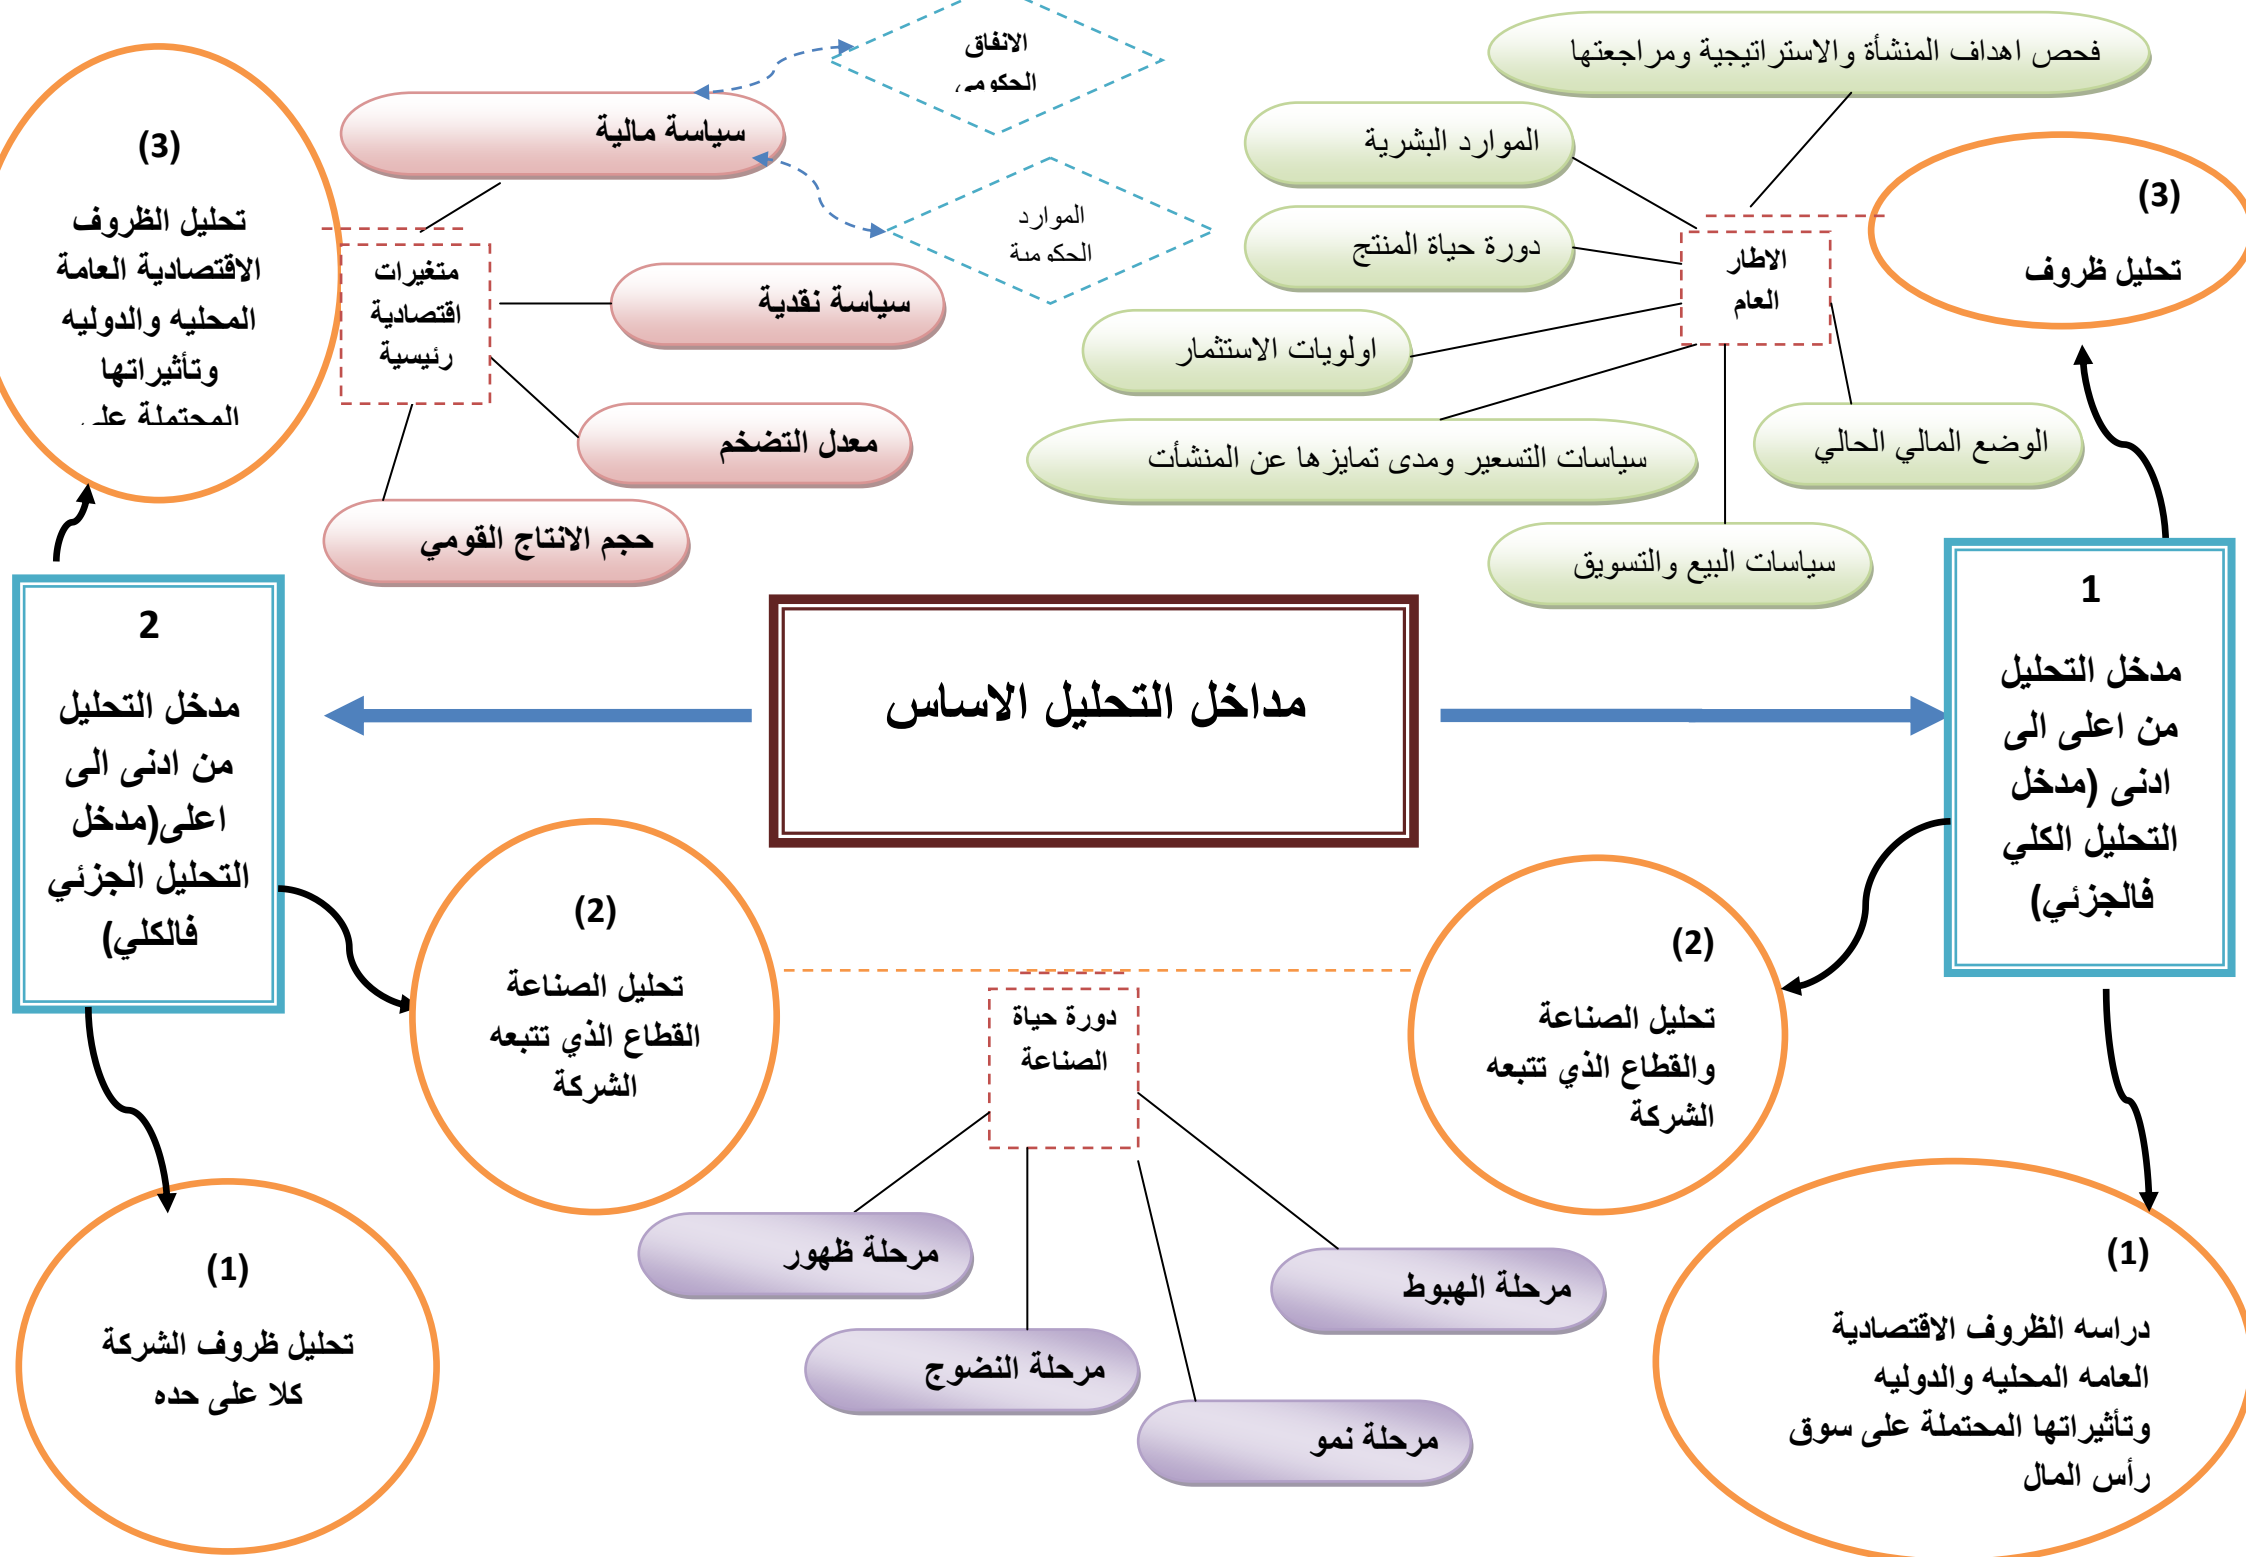 فحص اهداف المنشأة والاستراتيجية ومراجعتها
الموارد البشرية
دورة حياة المنتج
اولويات الاستثمار
سياسات التسعير ومدى تمايزها عن المنشأت
سياسات البيع والتسويق
الوضع المالي الحالي
الاطار
العام
(3)
تحليل ظروف
الانفاق
الحكومي
الموارد
الحكومية
سياسة مالية
سياسة نقدية
معدل التضخم
حجم الانتاج القومي
متغيرات
اقتصادية
رئيسية
(3)
تحليل الظروف
الاقتصادية العامة
المحليه والدوليه
وتأثيراتها
المحتملة على
1
مدخل التحليل
من اعلى الى
ادنى (مدخل
التحليل الكلي
فالجزئي)
مداخل التحليل الاساس
2
مدخل التحليل
من ادنى الى
اعلى(مدخل
التحليل الجزئي
فالكلي)
(2)
تحليل الصناعة
والقطاع الذي تتبعه
الشركة
دورة حياة
الصناعة
(2)
تحليل الصناعة
القطاع الذي تتبعه
الشركة
مرحلة الهبوط
مرحلة نمو
مرحلة النضوج
مرحلة ظهور
(1)
دراسه الظروف الاقتصادية
العامه المحليه والدوليه
وتأثيراتها المحتملة على سوق
رأس المال
(1)
تحليل ظروف الشركة
كلا على حده